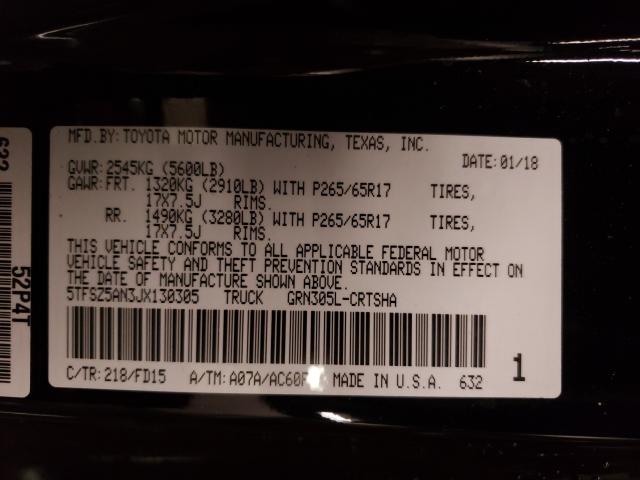 MFD.BY:TOYOTA MOTOR MANUFACTURING, TEXAS, INC.
GVWR:2545KG (5600LB) DATE:01/18
GAWR:FRT. 1320KG (2910LB) WITH P265/65R17 TIRES,
17X7.5J RIMS.
RR. 1490KG (3280LB) WITH P265/65R17 TIRES,
17X7.5J RIMS.
THIS VEHICLE CONFORMS TO ALL APPLICABLE FEDERAL MOTOR
VEHICLE SAFETY AND THEFT PREVENTION STANDARDS IN EFFECT ON
THE DATE OF MANUFACTURE SHOWN ABOVE.
5TFSZ5AN3JX130305 TRUCK GRN305L-CRTSHA
C/TR:218/FD15 A/TM:A07A/AC60 MADE IN U.S.A. 632
1
52P4T